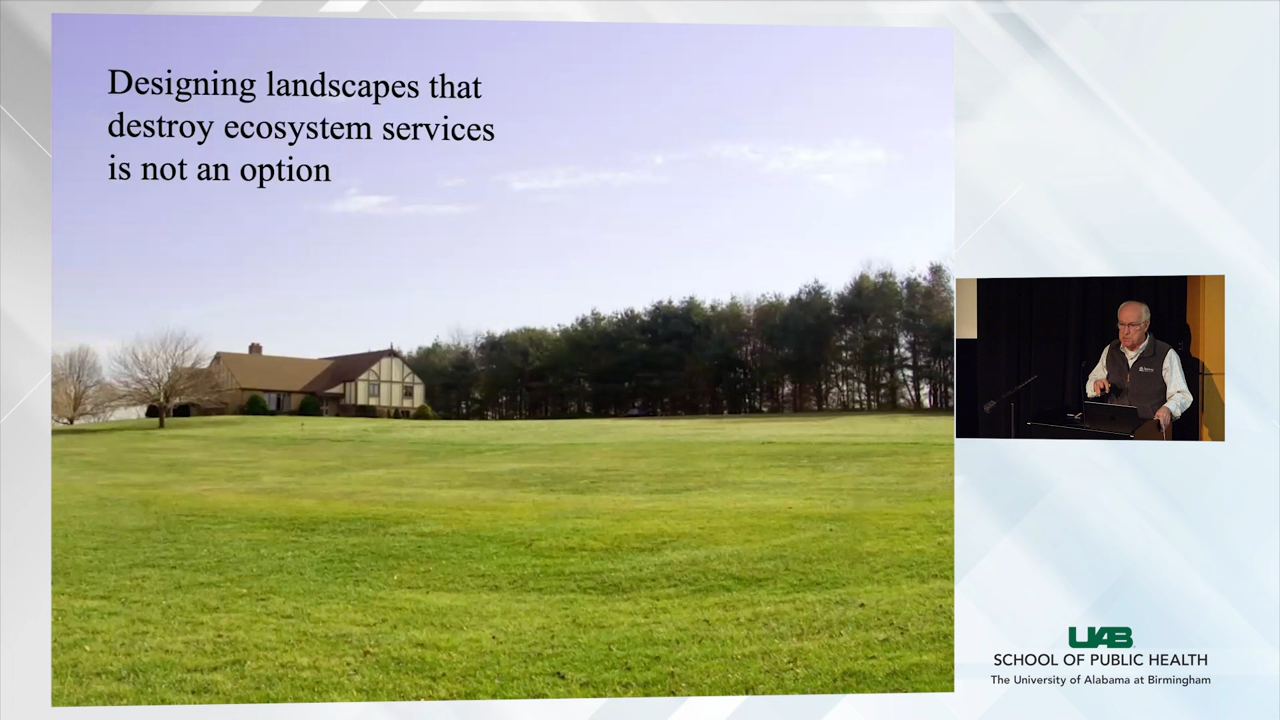 Designing landscapes that
destroy ecosystem services
is not an option
UAB
SCHOOL OF PUBLIC HEALTH
The University of Alabama at Birmingham